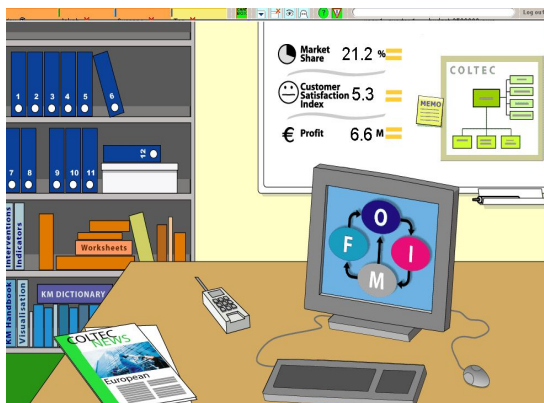 Log out
Market
Share
21.2 %
Customer
Satisfaction
Index
5.3
€ Profit
6.6 M
MEMO
COLTEC
1
2
3
4
5
6
7
8
9
10
11
12
Interventions
Indicators
Worksheets
KM Handbook
Visualisation
KM DICTIONARY
O
F
I
M
COLTEC
NEWS
European